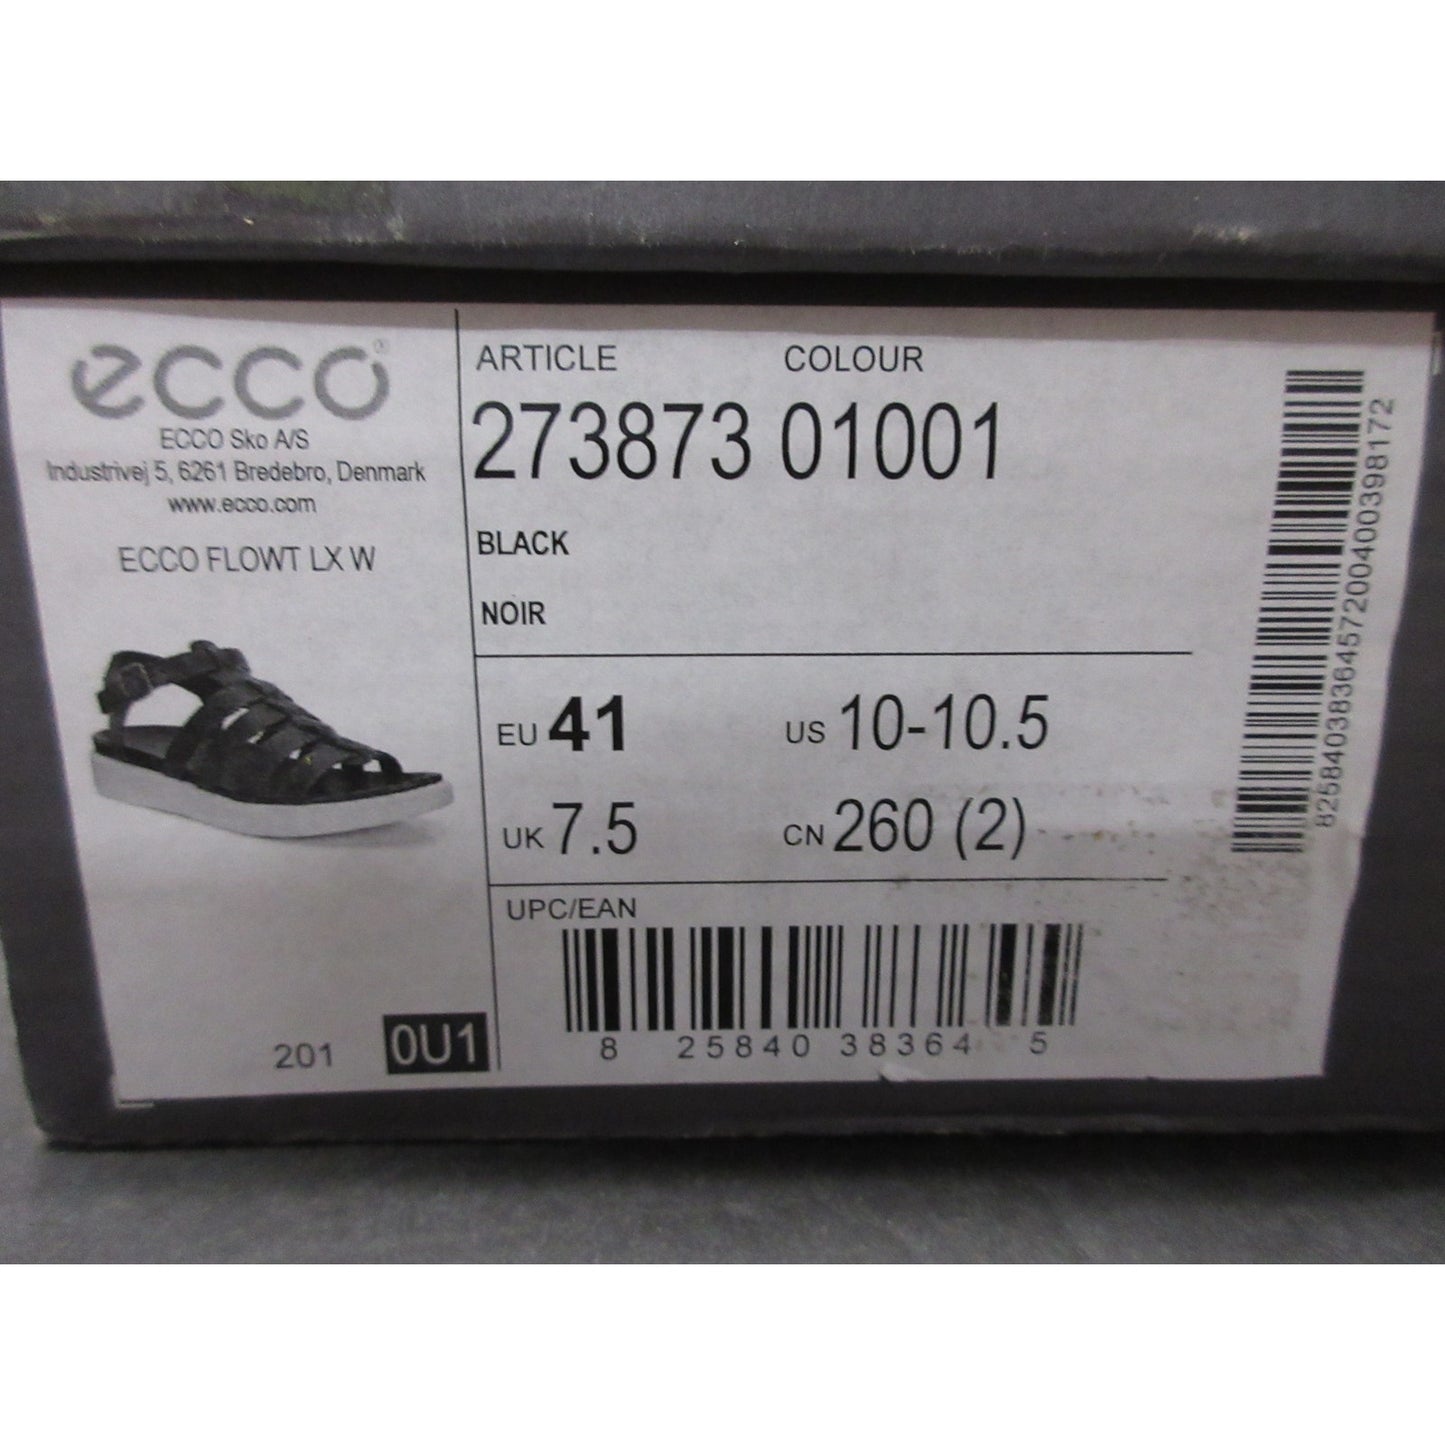 ecco®
ECCO Sko A/S
Industrivej 5, 6261 Bredebro, Denmark
www.ecco.com
ECCO FLOWT LX W
201
0U1
ARTICLE COLOUR
273873 01001
BLACK
NOIR
EU 41 US 10-10.5
UK 7.5 CN 260 (2)
UPC/EAN
8 25840 38364 5
8258403836457200400398172